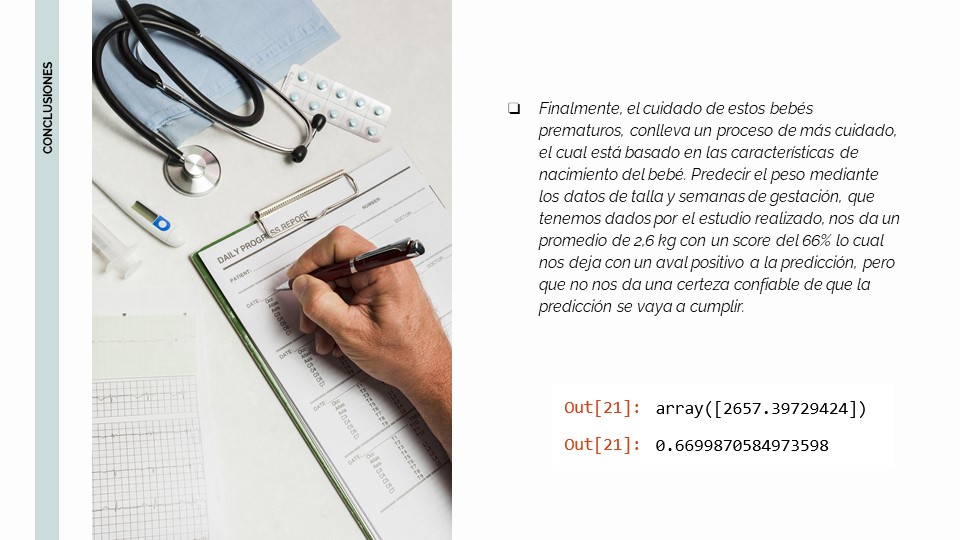 CONCLUSIONES
❑ Finalmente, el cuidado de estos bebés
prematuros, conlleva un proceso de más cuidado,
el cual está basado en las características de
nacimiento del bebé. Predecir el peso mediante
los datos de talla y semanas de gestación, que
tenemos dados por el estudio realizado, nos da un
promedio de 2,6 kg con un score del 66% lo cual
nos deja con un aval positivo a la predicción, pero
que no nos da una certeza confiable de que la
predicción se vaya a cumplir.
Out[21]: array([2657.39729424])
Out[21]: 0.6699870584973598
DAILY PROGRESS REPORT
NUMBER:
PATIENT:
DOCTOR:
DATE:
DOCTOR:
DATE:
DATE:
DATE: